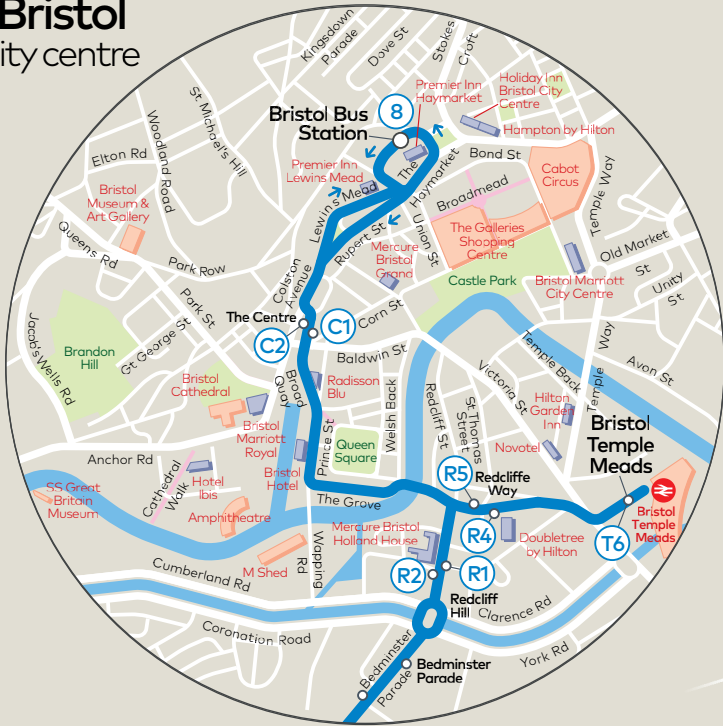 Bristol
ity centre
Kingsdown
Parade
Dove St
Stokes
Croft
Premier Inn
Haymarket
Holiday Inn
Bristol City
Centre
Hampton by Hilton
St. Michael's Hill
Woodland Road
Elton Rd
Bristol Bus
Station
8
Premier Inn
Lewins Mead
The
Haymarket
Bond St
Cabot
Circus
Temple Way
Bristol
Museum &
Art Gallery
Queens Rd
Park Row
Lewin's Mead
Rupert St
Broadmead
Union St
The Galleries
Shopping
Centre
Old Market
St
Mercure
Bristol
Grand
Colston
Avenue
Castle Park
Bristol Marriott
City Centre
Unity
St
Park St
The Centre
C2
C1
Corn St
Jacob's Wells Rd
Brandon
Hill
Gt George St
Baldwin St
Victoria St
Temple Back
Temple Way
Avon St
Bristol
Cathedral
Broad
Quay
Radisson
Blu
Welsh Back
Redcliff St
St.Thomas
Street
Hilton
Garden
Inn
Bristol
Temple
Meads
Bristol
Marriott
Royal
Prince St
Queen
Square
Novotel
Anchor Rd
Cathedral
Walk
Hotel
Ibis
Bristol
Hotel
R5
Redcliffe
Way
SS Great
Britain
Museum
Amphitheatre
The Grove
R4
Doubletree
by Hilton
T6
Bristol
Temple
Meads
Mercure Bristol
Holland House
M Shed
Wapping
Rd
R2
R1
Cumberland Rd
Redcliff
Hill
Clarence Rd
Coronation Road
York Rd
Bedminster
Parade
Bedminster
Parade